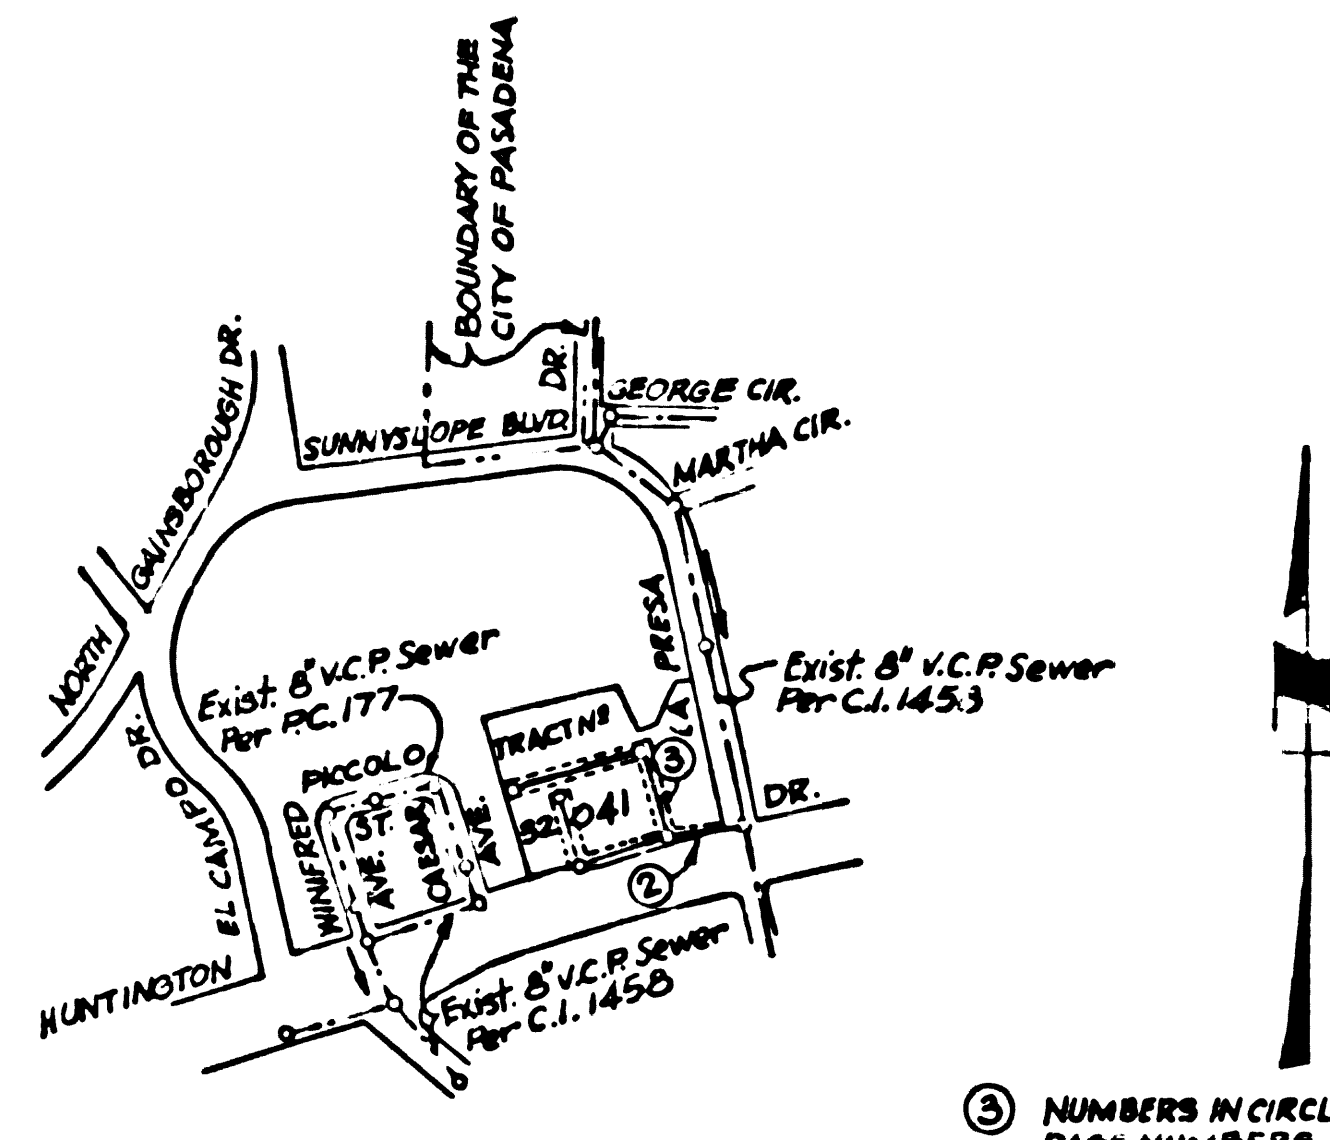 BOUNDARY OF THE
CITY OF PASADENA
GAINSBOROUGH DR.
DR.
GEORGE CIR.
SUNNYSLOPE BLVD.
MARTHA CIR.
NORTH
LA PRESA
Exist. 8" V.C.P. Sewer
Per P.C. 177
Exist. 8" V.C.P. Sewer
Per C.I. 1453
TRACT Nº
PICCOLO
ST.
3
EL CAMPO DR.
WINIFRED
AVE.
CAESAR
AVE.
32 041
DR.
2
HUNTINGTON
Exist. 8" V.C.P. Sewer
Per C.I. 1458
3 NUMBERS IN CIRCL
PAGE NUMBERS